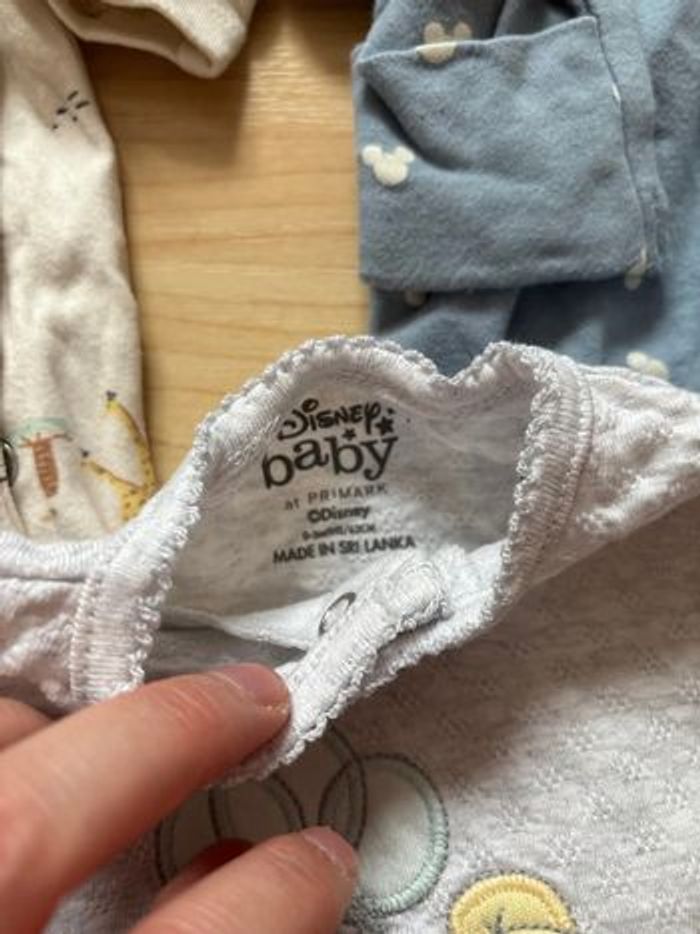 Disney
baby
at PRIMARK
©Disney
MADE IN SRI LANKA